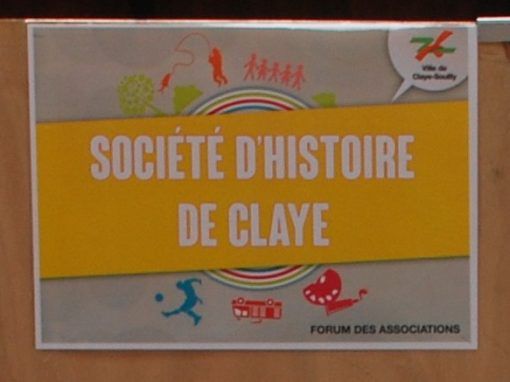 Ville de
Claye-Souilly
SOCIÉTÉ D'HISTOIRE
DE CLAYE
FORUM DES ASSOCIATIONS